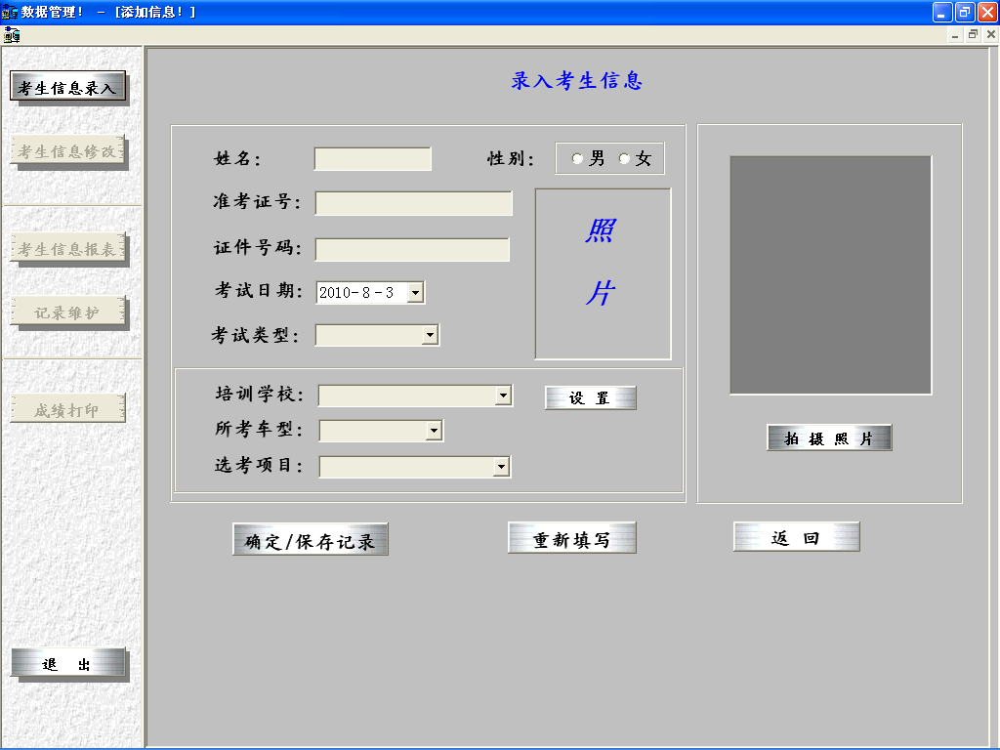 数据管理! - [添加信息!]
考生信息录入
考生信息修改
考生信息报表
记录维护
成绩打印
退 出
录入考生信息
姓名:
性别: 男 女
准考证号:
证件号码:
考试日期: 2010-8-3
考试类型:
照
片
培训学校: 设 置
所考车型:
选考项目:
拍 摄 照 片
确定/保存记录
重新填写
返 回